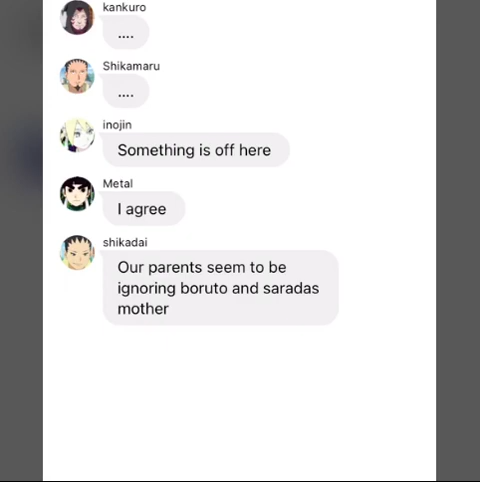 kankuro
....
Shikamaru
....
inojin
Something is off here
Metal
I agree
shikadai
Our parents seem to be
ignoring boruto and saradas
mother